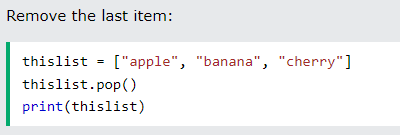 Remove the last item:
thislist = ["apple", "banana", "cherry"]
thislist.pop()
print(thislist)